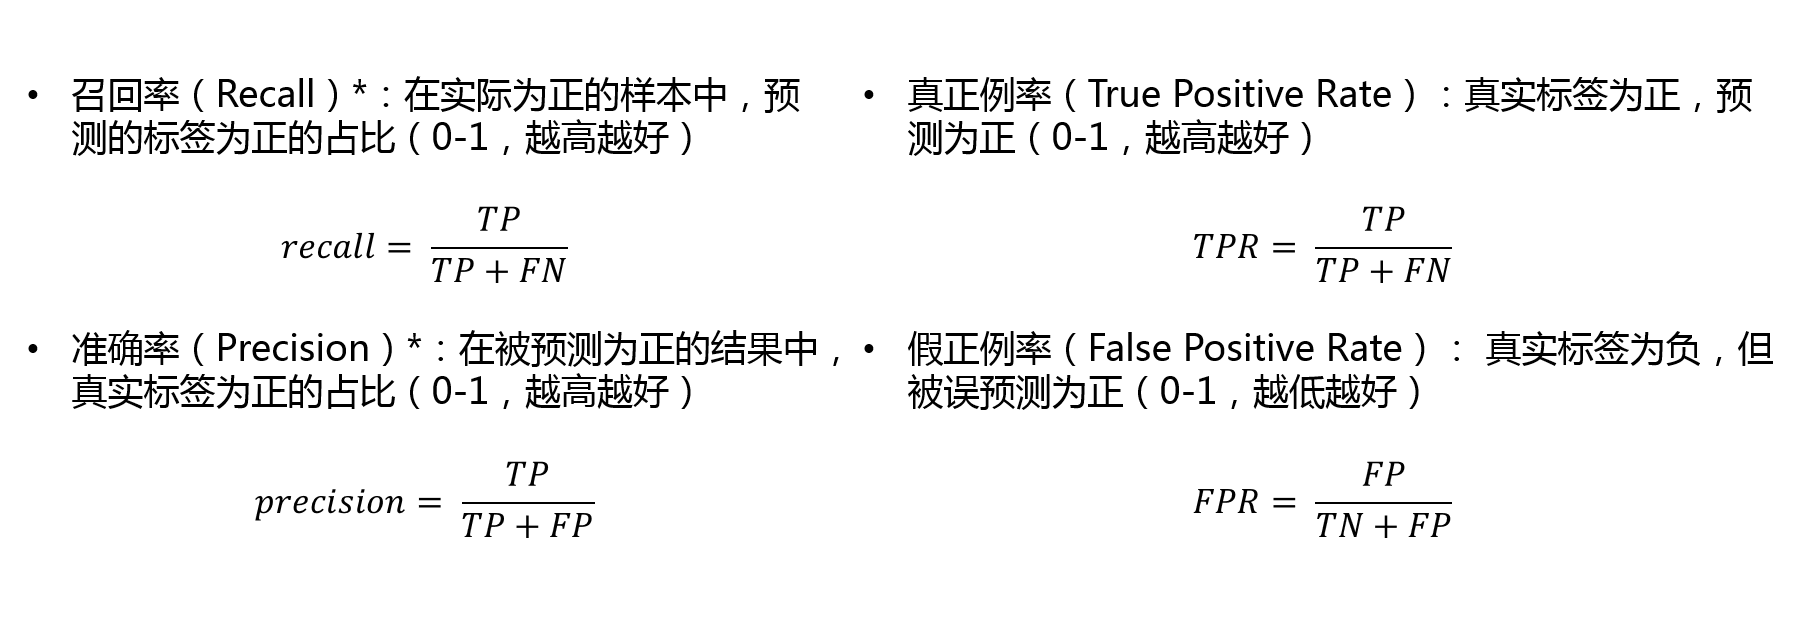 • 召回率（Recall）*：在实际为正的样本中，预
测的标签为正的占比（0-1，越高越好）
recall = TP / (TP + FN)
• 准确率（Precision）*：在被预测为正的结果中，
真实标签为正的占比（0-1，越高越好）
precision = TP / (TP + FP)
• 真正例率（True Positive Rate）：真实标签为正，预
测为正（0-1，越高越好）
TPR = TP / (TP + FN)
• 假正例率（False Positive Rate）： 真实标签为负，但
被误预测为正（0-1，越低越好）
FPR = FP / (TN + FP)